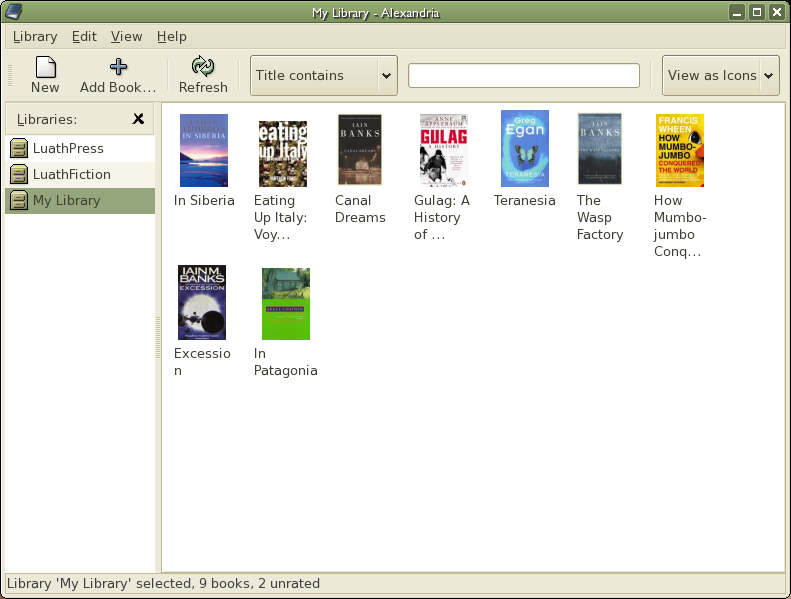 My Library - Alexandria
Library Edit View Help
New
Add Book...
Refresh
Title contains
View as Icons
Libraries:
LuathPress
LuathFiction
My Library
IN SIBERIA
In Siberia
eating
up Italy
Eating
Up Italy:
Voy...
IAIN
BANKS
CANAL DREAMS
Canal
Dreams
ANNE
APPLEBAUM
GULAG
A HISTORY
Gulag: A
History
of ...
Greg
Egan
TERANESIA
Teranesia
IAIN
BANKS
THE WASP FACTORY
The
Wasp
Factory
FRANCIS
WHEEN
HOW
MUMBO-
JUMBO
CONQUERED
THE WORLD
How
Mumbo-
jumbo
Conq...
IAIN M.
BANKS
EXCESSION
Excessio
n
BRUCE CHATWIN
In
Patagonia
Library 'My Library' selected, 9 books, 2 unrated